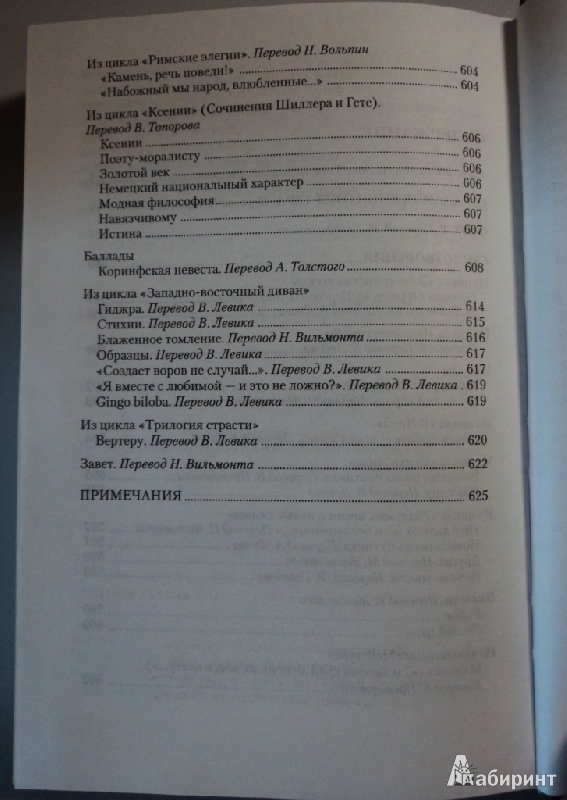 Из цикла «Римские элегии». Перевод Н. Вольпин
«Камень, речь поведи!» 604
«Набожный мы народ, влюбленные...» 604
Из цикла «Ксении» (Сочинения Шиллера и Гете).
Перевод В. Топорова
Ксении 606
Поэту-моралисту 606
Золотой век 606
Немецкий национальный характер 606
Модная философия 607
Навязчивому 607
Истина 607
Баллады
Коринфская невеста. Перевод А. Толстого 608
Из цикла «Западно-восточный диван»
Гиджра. Перевод В. Левика 614
Стихии. Перевод В. Левика 615
Блаженное томление. Перевод Н. Вильмонта 616
Образцы. Перевод В. Левика 617
«Создает воров не случай...». Перевод В. Левика 617
«Я вместе с любимой — и это не ложно?». Перевод В. Левика 619
Gingo biloba. Перевод В. Левика 619
Из цикла «Трилогия страсти»
Вертеру. Перевод В. Левика 620
Завет. Перевод Н. Вильмонта 622
ПРИМЕЧАНИЯ 625
Лабиринт